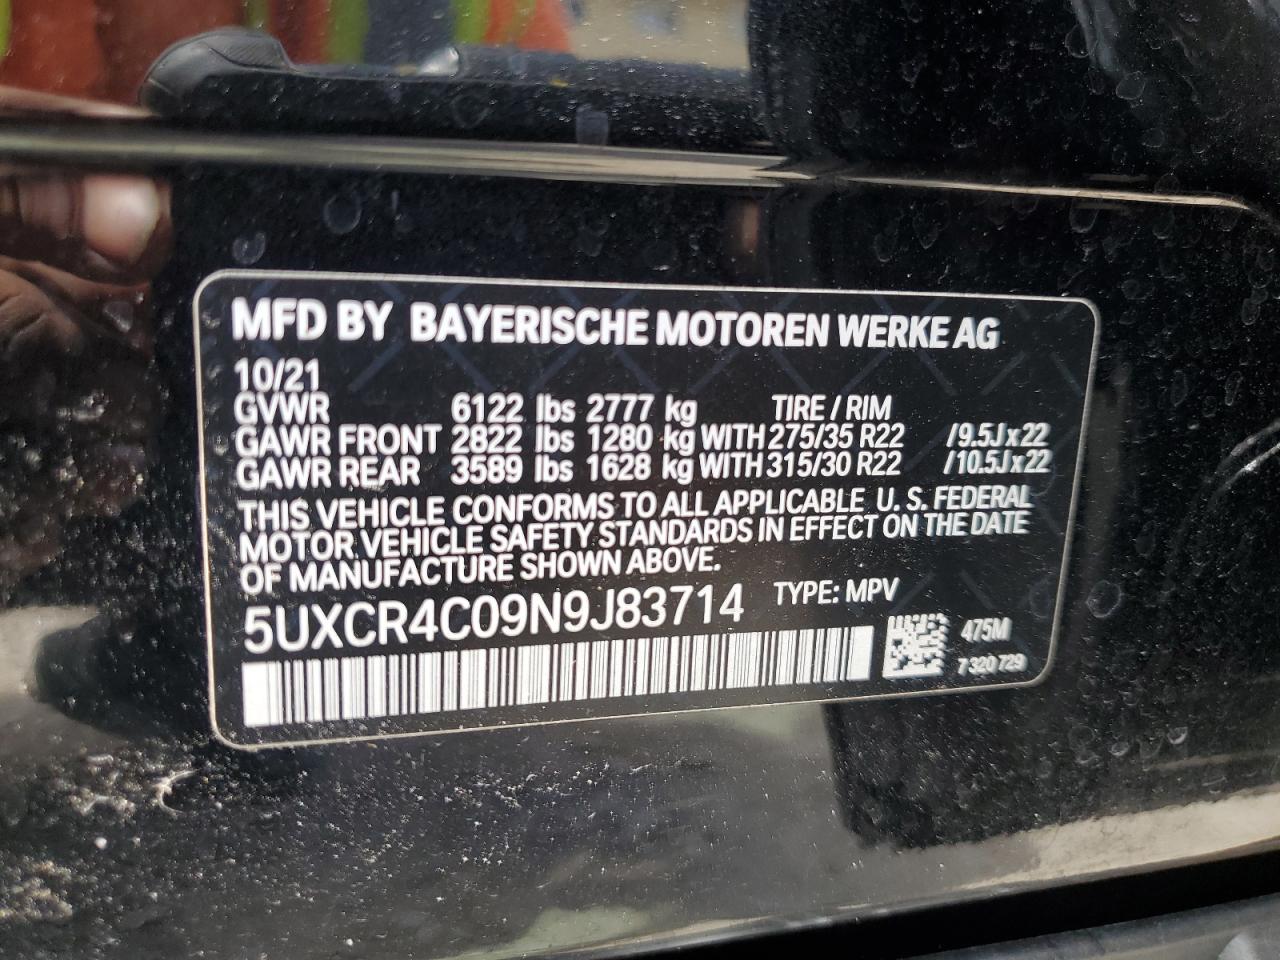 MFD BY BAYERISCHE MOTOREN WERKE AG
10/21
GVWR 6122 lbs 2777 kg TIRE / RIM
GAWR FRONT 2822 lbs 1280 kg WITH 275/35 R22 /9.5J x 22
GAWR REAR 3589 lbs 1628 kg WITH 315/30 R22 /10.5J x 22
THIS VEHICLE CONFORMS TO ALL APPLICABLE U. S. FEDERAL
MOTOR VEHICLE SAFETY STANDARDS IN EFFECT ON THE DATE
OF MANUFACTURE SHOWN ABOVE.
5UXCR4C09N9J83714 TYPE: MPV
475M
7 320 729